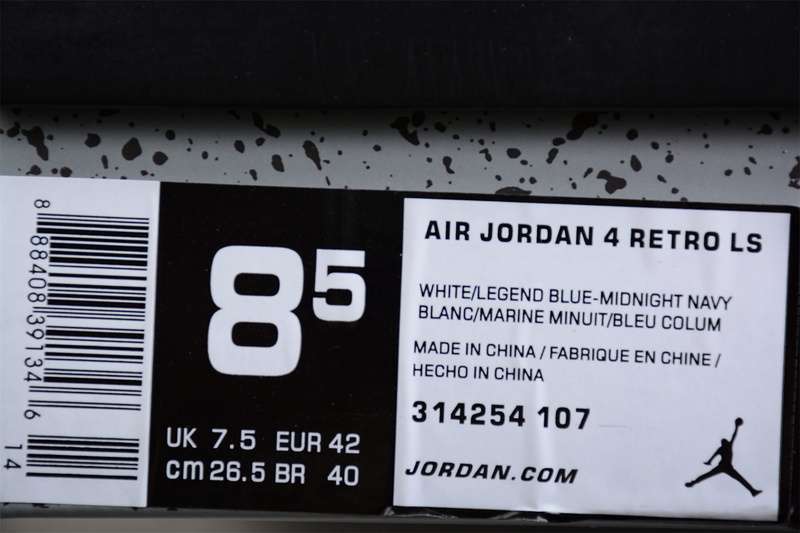 8 88408 39134 6
14
8 5
UK 7.5 EUR 42
cm 26.5 BR 40
AIR JORDAN 4 RETRO LS
WHITE/LEGEND BLUE-MIDNIGHT NAVY
BLANC/MARINE MINUIT/BLEU COLUM
MADE IN CHINA / FABRIQUE EN CHINE /
HECHO IN CHINA
314254 107
JORDAN.COM